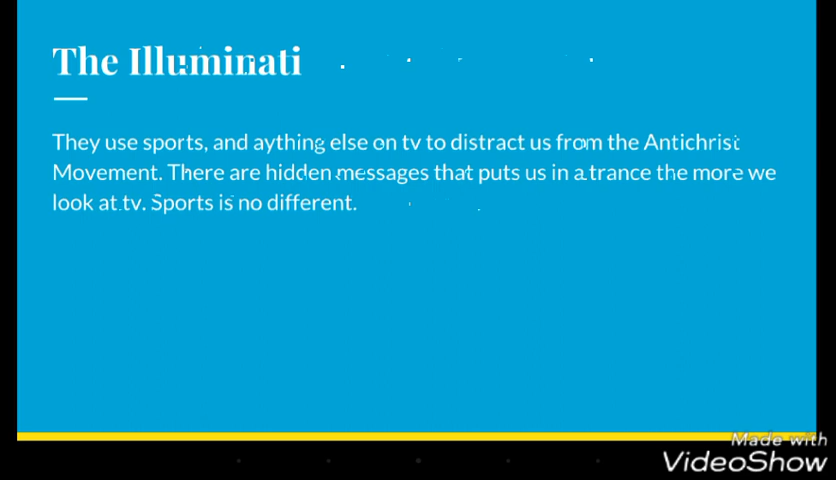 The Illuminati
They use sports, and aything else on tv to distract us from the Antichrist
Movement. There are hidden messages that puts us in a trance the more we
look at tv. Sports is no different.
Made with
VideoShow